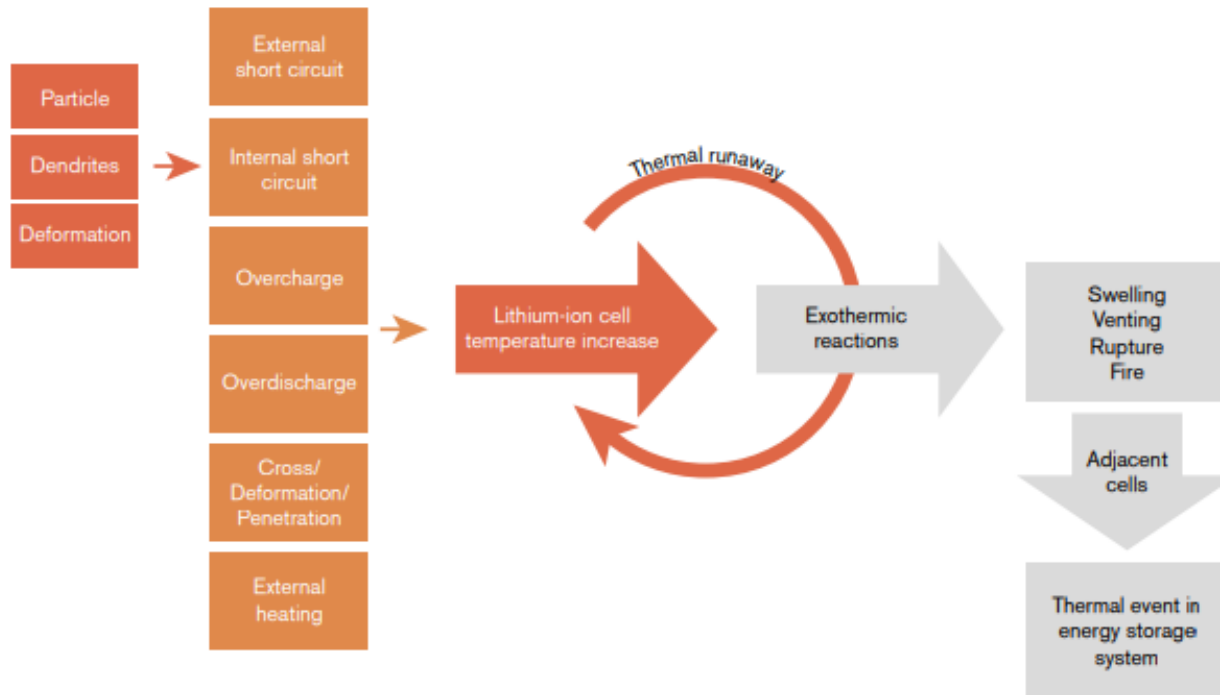 Particle
Dendrites
Deformation
External
short circuit
Internal short
circuit
Overcharge
Overdischarge
Cross/
Deformation/
Penetration
External
heating
Thermal runaway
Lithium-ion cell
temperature increase
Exothermic
reactions
Swelling
Venting
Rupture
Fire
Adjacent
cells
Thermal event in
energy storage
system